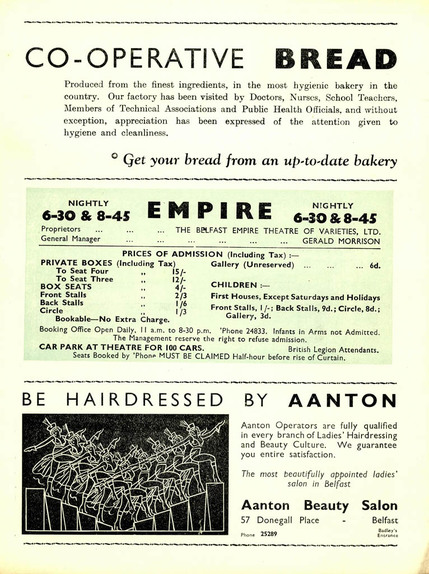 CO-OPERATIVE BREAD
Produced from the finest ingredients, in the most hygienic bakery in the
country. Our factory has been visited by Doctors, Nurses, School Teachers,
Members of Technical Associations and Public Health Officials, and without
exception, appreciation has been expressed of the attention given to
hygiene and cleanliness.
© Get your bread from an up-to-date bakery
NIGHTLY
6-30 & 8-45
EMPIRE
NIGHTLY
6-30 & 8-45
Proprietors ... ... ... THE BELFAST EMPIRE THEATRE OF VARIETIES, LTD.
General Manager ... ... ... ... ... GERALD MORRISON
PRICES OF ADMISSION (Including Tax) :—
PRIVATE BOXES (Including Tax)
To Seat Four ,, 15/-
To Seat Three ,, 12/-
BOX SEATS ,, 4/-
Front Stalls ,, 2/3
Back Stalls ,, 1/6
Circle ,, 1/3
Bookable—No Extra Charge.
Gallery (Unreserved) ... ... ... 6d.
CHILDREN :—
First Houses, Except Saturdays and Holidays
Front Stalls, 1/-; Back Stalls, 9d.; Circle, 8d.;
Gallery, 3d.
Booking Office Open Daily, 11 a.m. to 8-30 p.m. 'Phone 24833. Infants in Arms not Admitted.
The Management reserve the right to refuse admission.
CAR PARK AT THEATRE FOR 100 CARS. British Legion Attendants.
Seats Booked by 'Phone MUST BE CLAIMED Half-hour before rise of Curtain.
BE HAIRDRESSED BY AANTON
Aanton Operators are fully qualified
in every branch of Ladies' Hairdressing
and Beauty Culture. We guarantee
you entire satisfaction.
The most beautifully appointed ladies'
salon in Belfast
Aanton Beauty Salon
57 Donegall Place - Belfast
Phone 25289
Entrance